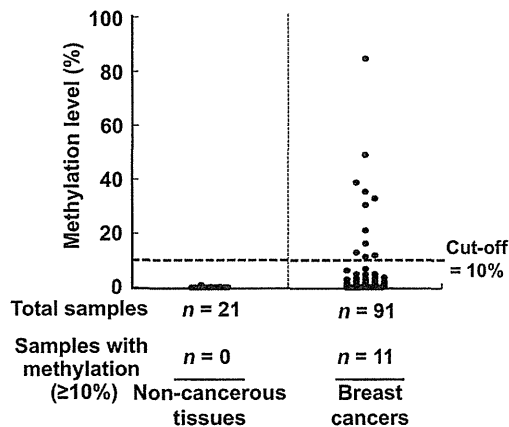 Methylation level (%)
100
80
60
40
20
0
Cut-off
= 10%
Total samples
n = 21
n = 91
Samples with
methylation
(≥10%)
n = 0
n = 11
Non-cancerous
tissues
Breast
cancers